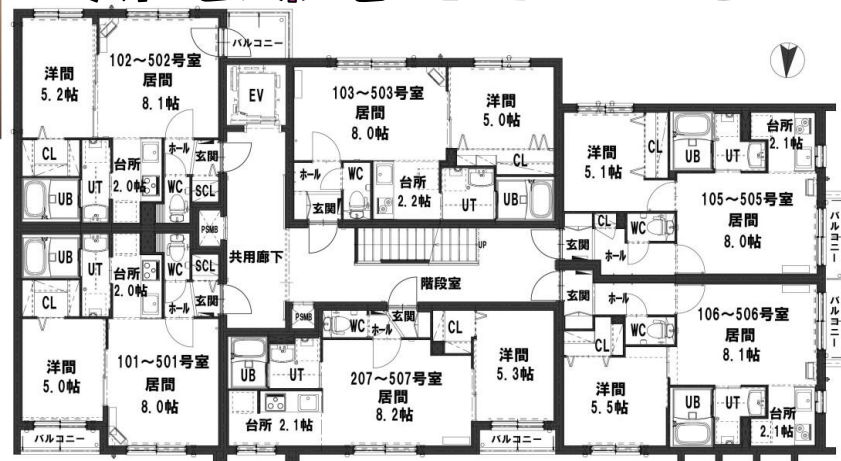 102～502号室
居間
8.1帖
洋間
5.2帖
CL
UB
UT
台所
2.0帖
ホール
玄関
WC
SCL
バルコニー
EV
103～503号室
居間
8.0帖
洋間
5.0帖
CL
ホール
WC
玄関
台所
2.2帖
UT
UB
洋間
5.1帖
CL
UB
UT
台所
2.1帖
105～505号室
居間
8.0帖
CL
WC
玄関
ホール
バルコニー
PSMB
共用廊下
UP
階段室
PSMB
UB
UT
台所
2.0帖
WC
SCL
ホール
玄関
CL
洋間
5.0帖
101～501号室
居間
8.0帖
バルコニー
WC
ホール
玄関
CL
UB
UT
207～507号室
居間
8.2帖
洋間
5.3帖
台所 2.1帖
バルコニー
玄関
ホール
WC
CL
106～506号室
居間
8.1帖
洋間
5.5帖
UB
UT
台所
2.1帖
バルコニー